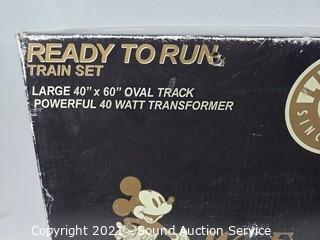 READY TO RUN
TRAIN SET
LARGE 40" x 60" OVAL TRACK
POWERFUL 40 WATT TRANSFORMER
Copyright 2021 - Sound Auction Service